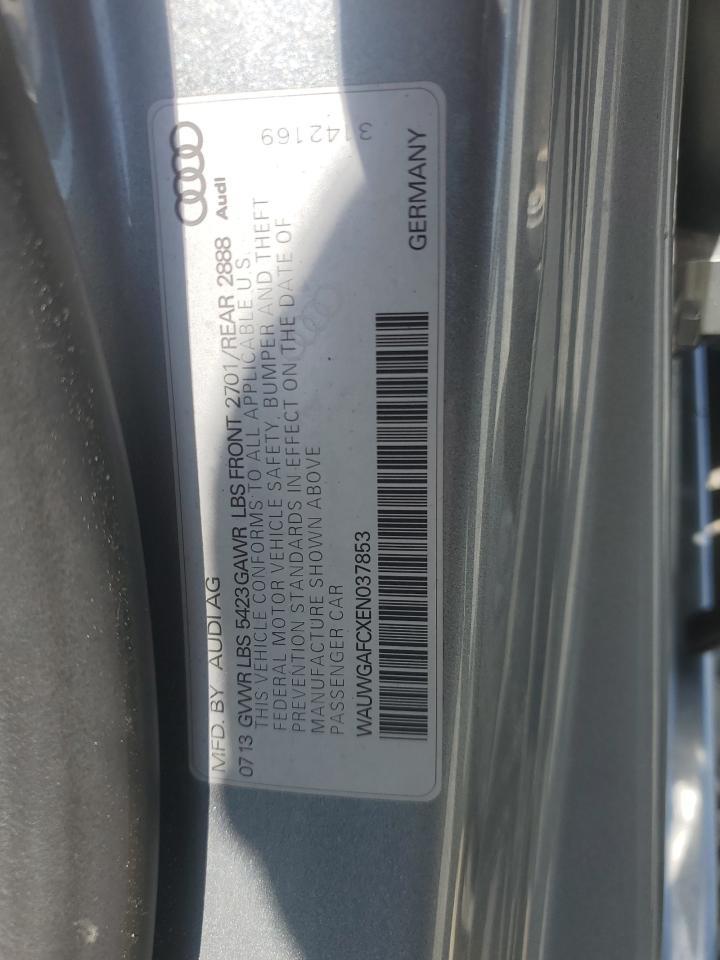 MFD. BY AUDI AG
Audi
07 13 GVWR LBS 5423 GAWR LBS FRONT 2701/REAR 2888
THIS VEHICLE CONFORMS TO ALL APPLICABLE U.S.
FEDERAL MOTOR VEHICLE SAFETY, BUMPER AND THEFT
PREVENTION STANDARDS IN EFFECT ON THE DATE OF
MANUFACTURE SHOWN ABOVE
PASSENGER CAR
3142169
WAUWGAFCXEN037853
GERMANY